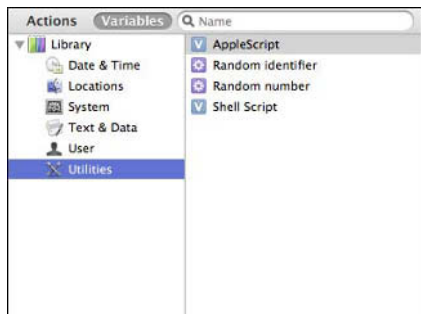 Actions Variables Name
Library
Date & Time
Locations
System
Text & Data
User
Utilities
V AppleScript
Random identifier
Random number
V Shell Script